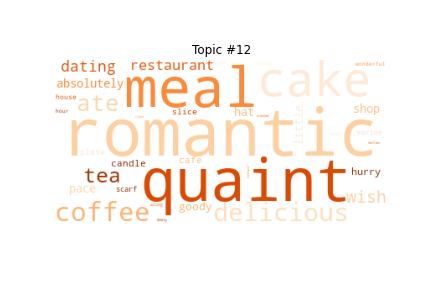 Topic #12
dating restaurant wonderful
absolutely meal cake
house ate slice hat little shop
hour
romantic
candle cafe
tea quaint hurry
pace scarf wish
coffee goody delicious